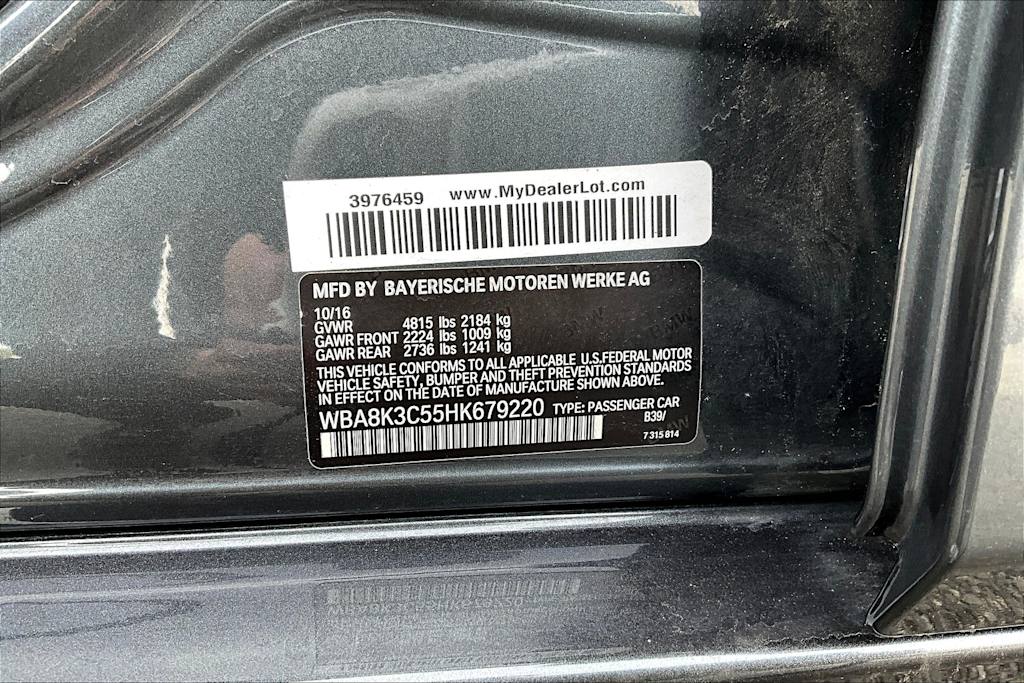 3976459 www.MyDealerLot.com
MFD BY BAYERISCHE MOTOREN WERKE AG
10/16
GVWR 4815 lbs 2184 kg
GAWR FRONT 2224 lbs 1009 kg
GAWR REAR 2736 lbs 1241 kg
THIS VEHICLE CONFORMS TO ALL APPLICABLE U.S.FEDERAL MOTOR
VEHICLE SAFETY, BUMPER AND THEFT PREVENTION STANDARDS
IN EFFECT ON THE DATE OF MANUFACTURE SHOWN ABOVE.
WBA8K3C55HK679220 TYPE: PASSENGER CAR
B39/
7 315 814